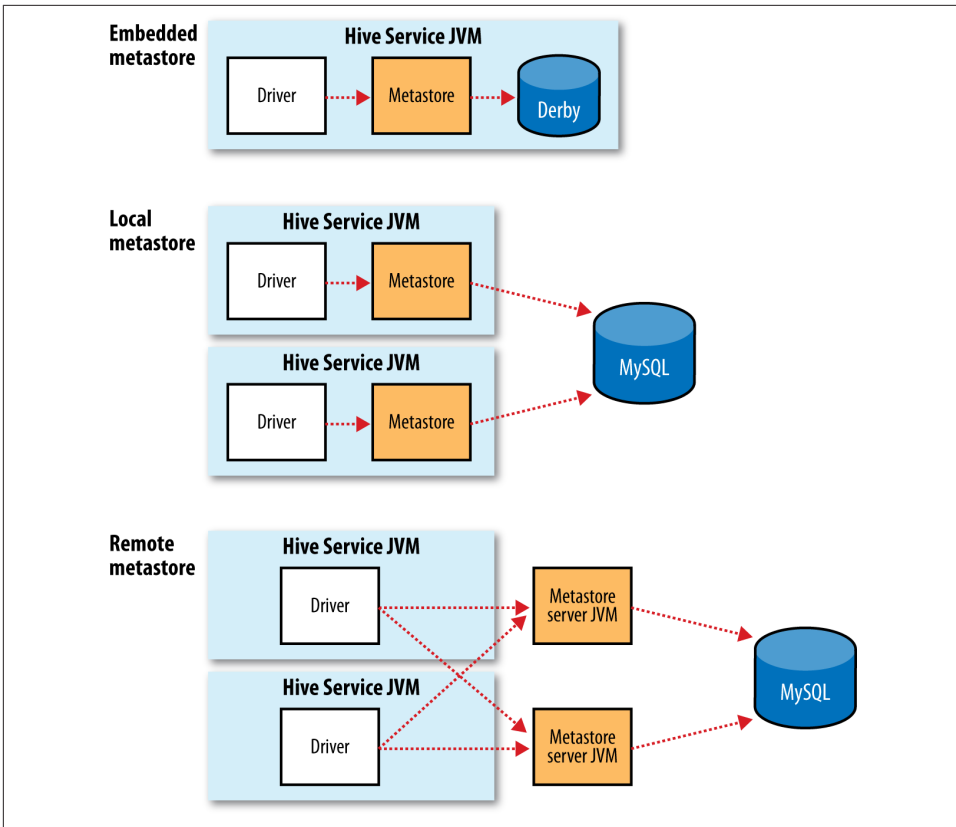 Embedded
metastore
Hive Service JVM
Driver
Metastore
Derby
Local
metastore
Hive Service JVM
Driver
Metastore
Hive Service JVM
Driver
Metastore
MySQL
Remote
metastore
Hive Service JVM
Driver
Metastore
server JVM
Hive Service JVM
Driver
Metastore
server JVM
MySQL